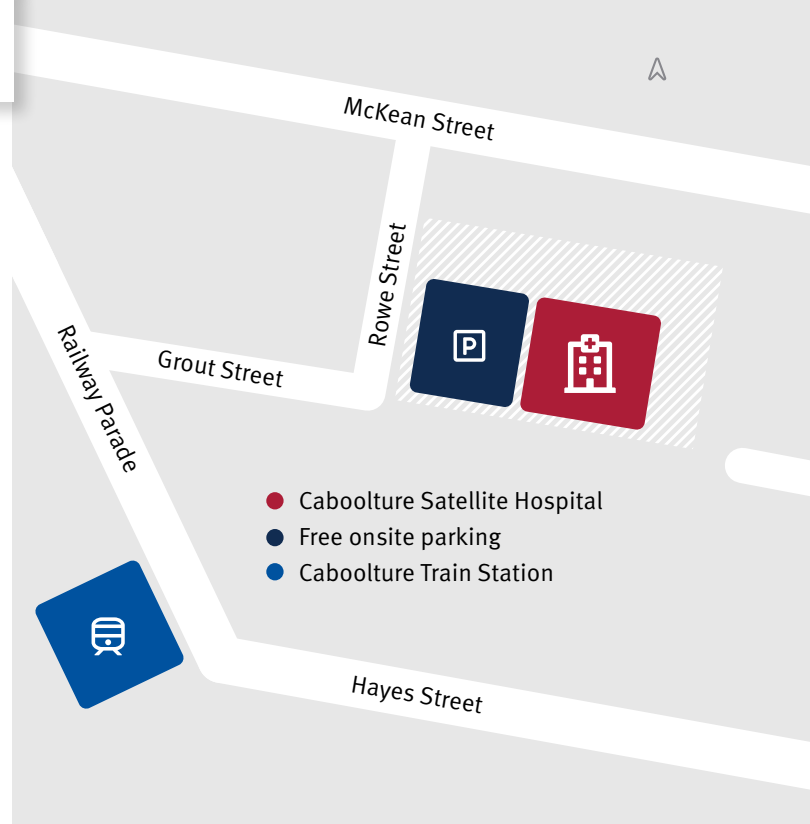 McKean Street
Rowe Street
P
Grout Street
Railway Parade
Caboolture Satellite Hospital
Free onsite parking
Caboolture Train Station
Hayes Street